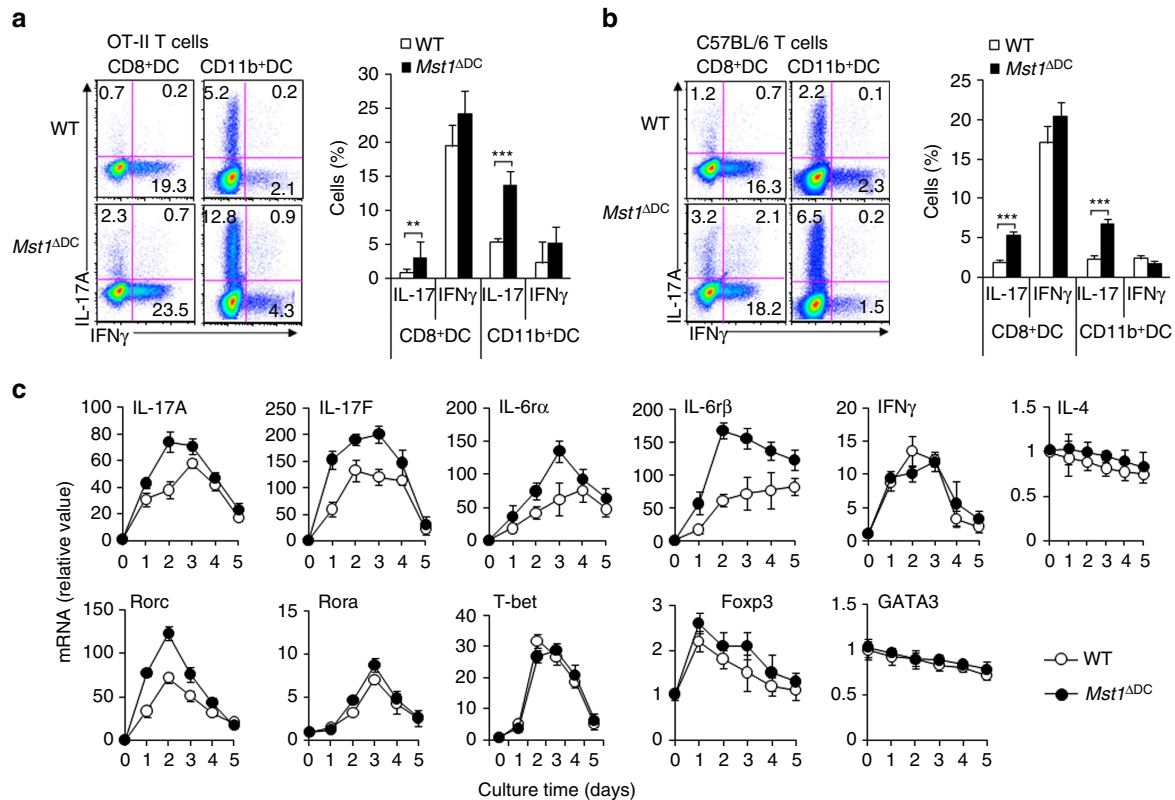 a
OT-II T cells
CD8+DC CD11b+DC
WT
0.7 0.2 5.2 0.2
19.3 2.1
Mst1ΔDC
2.3 0.7 12.8 0.9
23.5 4.3
IL-17A
IFNγ
WT
Mst1ΔDC
Cells (%)
30
25
20
15
10
5
0
** ***
IL-17 IFNγ IL-17 IFNγ
CD8+DC CD11b+DC
b
C57BL/6 T cells
CD8+DC CD11b+DC
WT
1.2 0.7 2.2 0.1
16.3 2.3
Mst1ΔDC
3.2 2.1 6.5 0.2
18.2 1.5
IL-17A
IFNγ
WT
Mst1ΔDC
Cells (%)
25
20
15
10
5
0
*** ***
IL-17 IFNγ IL-17 IFNγ
CD8+DC CD11b+DC
c
mRNA (relative value)
IL-17A
100
80
60
40
20
0
0 1 2 3 4 5
IL-17F
250
200
150
100
50
0
0 1 2 3 4 5
IL-6rα
200
150
100
50
0
0 1 2 3 4 5
IL-6rβ
200
150
100
50
0
0 1 2 3 4 5
IFNγ
20
15
10
5
0
0 1 2 3 4 5
IL-4
1.5
1
0.5
0
0 1 2 3 4 5
Rorc
150
100
50
0
0 1 2 3 4 5
Rora
15
10
5
0
0 1 2 3 4 5
T-bet
40
30
20
10
0
0 1 2 3 4 5
Foxp3
3
2
1
0
0 1 2 3 4 5
GATA3
1.5
1
0.5
0
0 1 2 3 4 5
WT
Mst1ΔDC
Culture time (days)